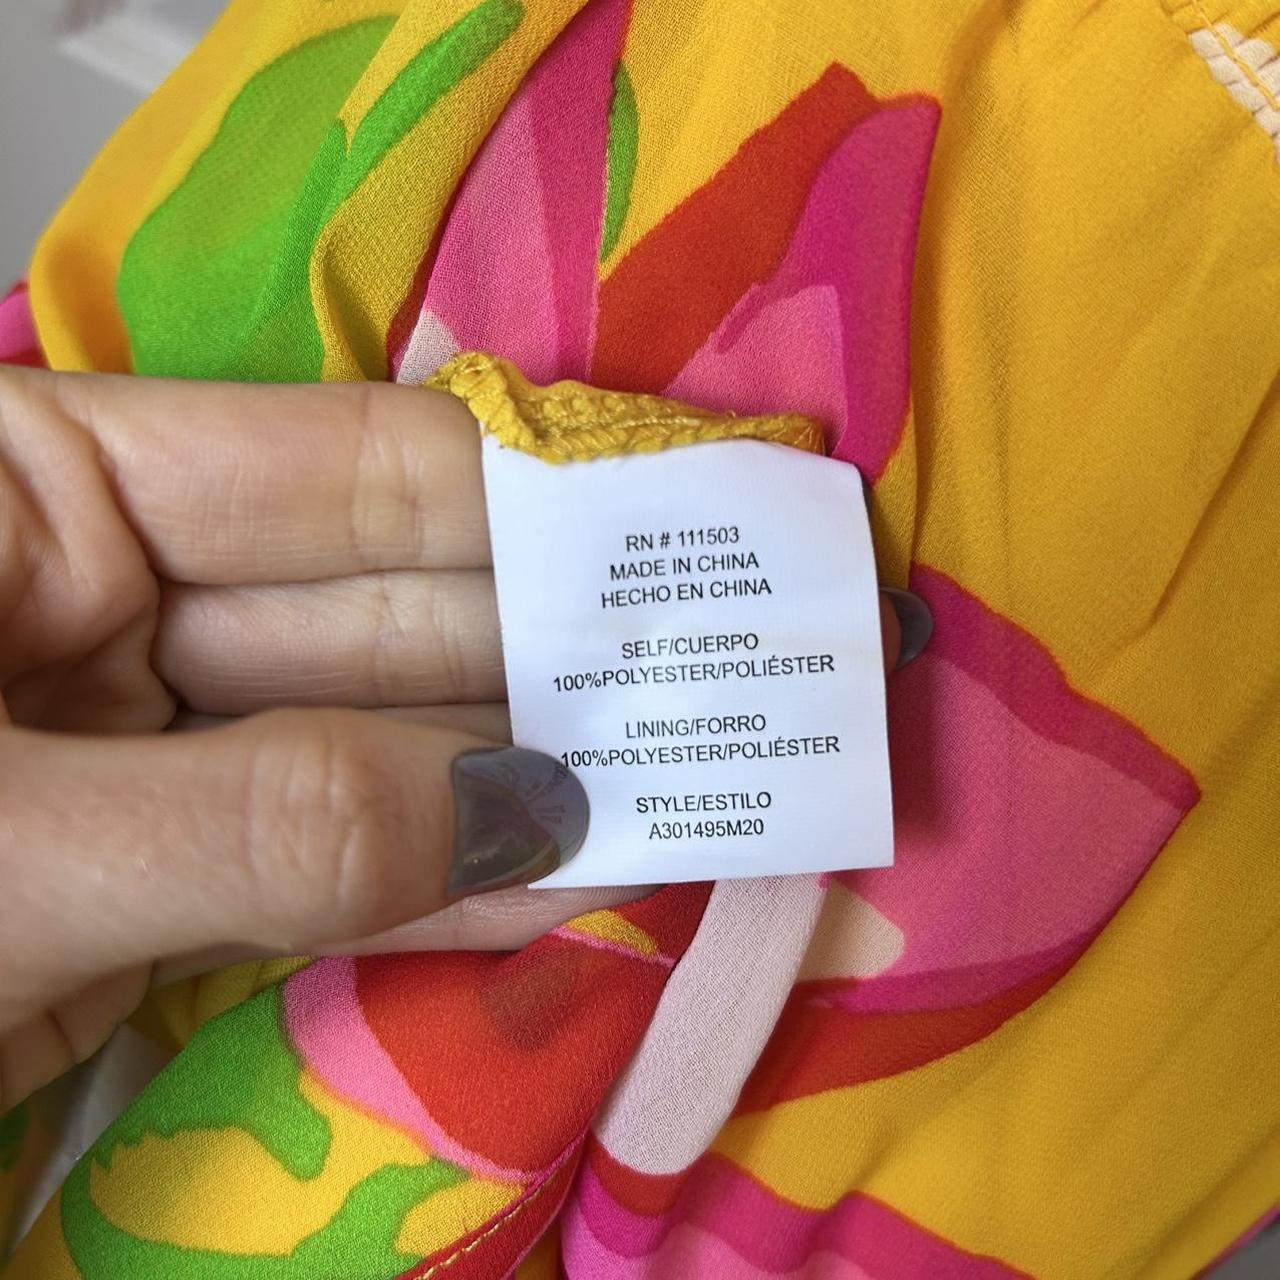 RN # 111503
MADE IN CHINA
HECHO EN CHINA
SELF/CUERPO
100%POLYESTER/POLIÉSTER
LINING/FORRO
100%POLYESTER/POLIÉSTER
STYLE/ESTILO
A301495M20